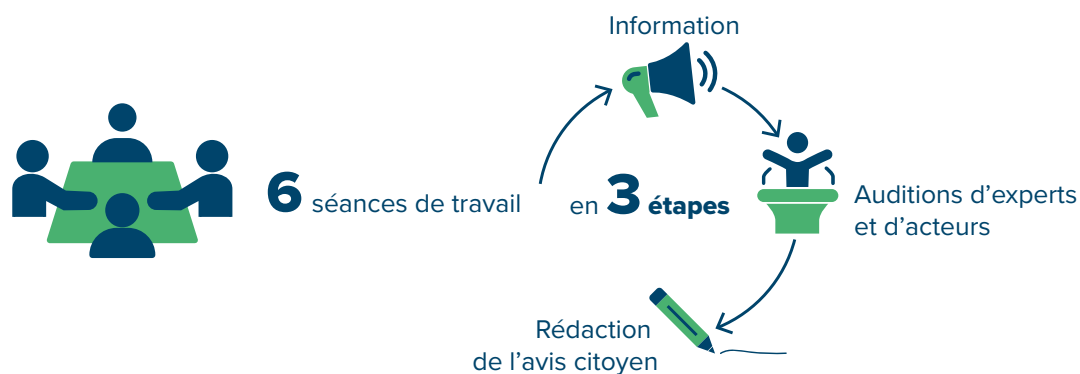 Information
6 séances de travail
en 3 étapes
Auditions d’experts
et d’acteurs
Rédaction
de l’avis citoyen